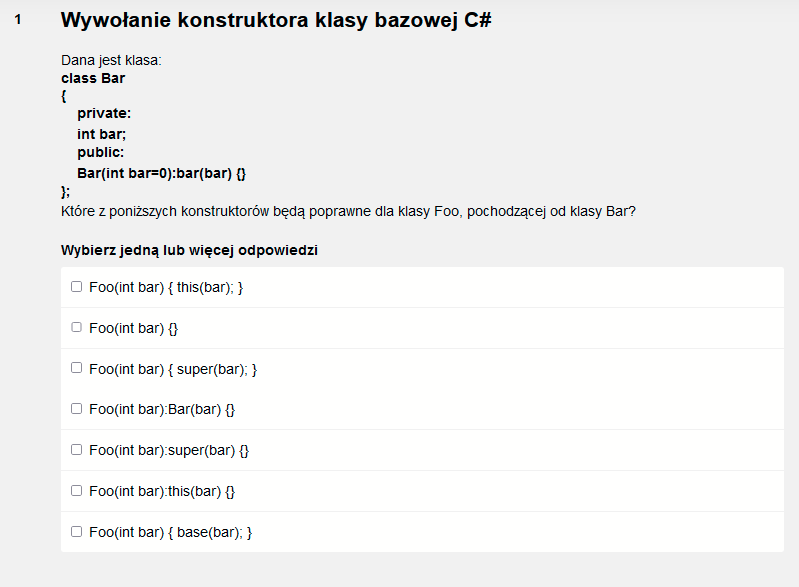 1
Wywołanie konstruktora klasy bazowej C#
Dana jest klasa:
class Bar
{
private:
int bar;
public:
Bar(int bar=0):bar(bar) {}
};
Które z poniższych konstruktorów będą poprawne dla klasy Foo, pochodzącej od klasy Bar?
Wybierz jedną lub więcej odpowiedzi
Foo(int bar) { this(bar); }
Foo(int bar) {}
Foo(int bar) { super(bar); }
Foo(int bar):Bar(bar) {}
Foo(int bar):super(bar) {}
Foo(int bar):this(bar) {}
Foo(int bar) { base(bar); }